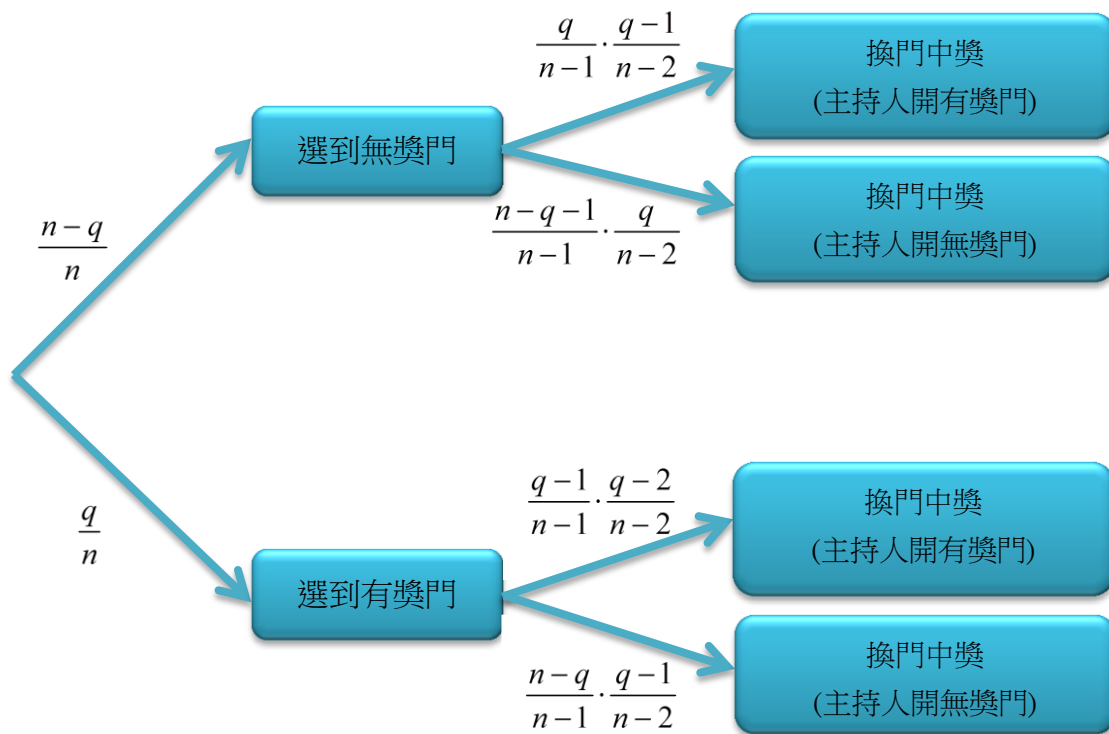 q/(n−1) · (q−1)/(n−2)
換門中獎
(主持人開有獎門)
選到無獎門
(n−q−1)/(n−1) · q/(n−2)
換門中獎
(主持人開無獎門)
(n−q)/n
q/n
(q−1)/(n−1) · (q−2)/(n−2)
換門中獎
(主持人開有獎門)
選到有獎門
(n−q)/(n−1) · (q−1)/(n−2)
換門中獎
(主持人開無獎門)